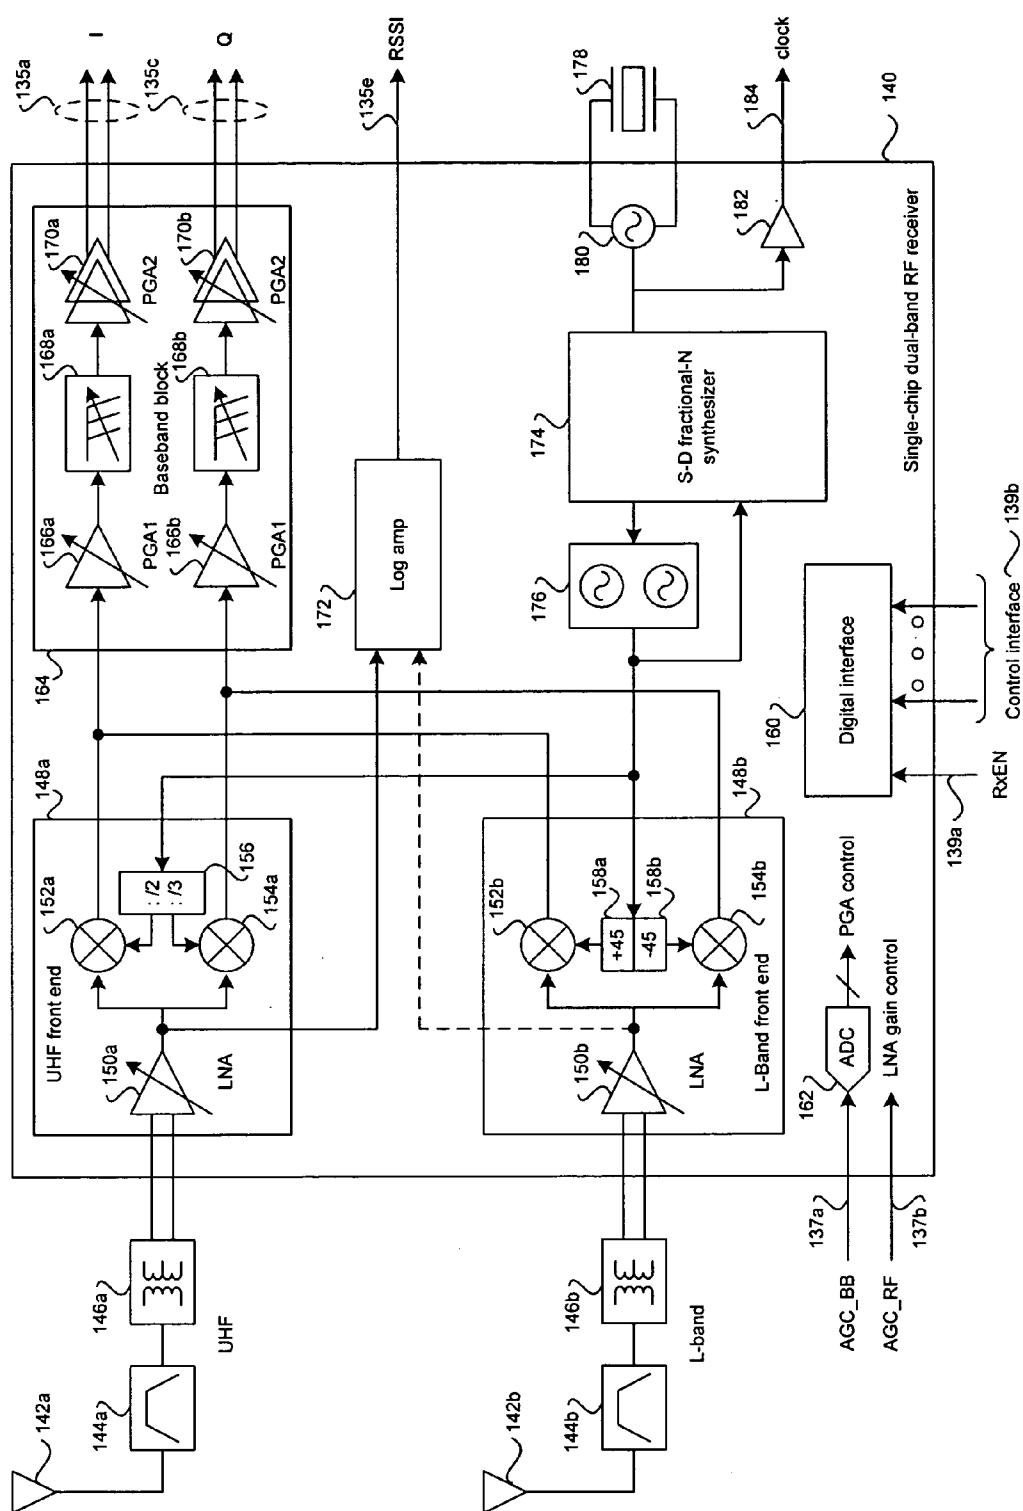 142a
144a
146a
UHF
UHF front end
150a
LNA
152a
: /2
: /3
156
154a
148a
164
166a
PGA1
166b
PGA1
168a
Baseband block
168b
170a
PGA2
170b
PGA2
135a
I
135c
Q
172
Log amp
135e
RSSI
142b
144b
146b
L-band
150b
LNA
L-Band front end
152b
+45
-45
158a
158b
154b
148b
176
174
S-D fractional-N
synthesizer
180
178
182
184
clock
AGC_BB
137a
162
ADC
PGA control
AGC_RF
137b
LNA gain control
160
Digital interface
139a
RxEN
Control interface
139b
Single-chip dual-band RF receiver
140